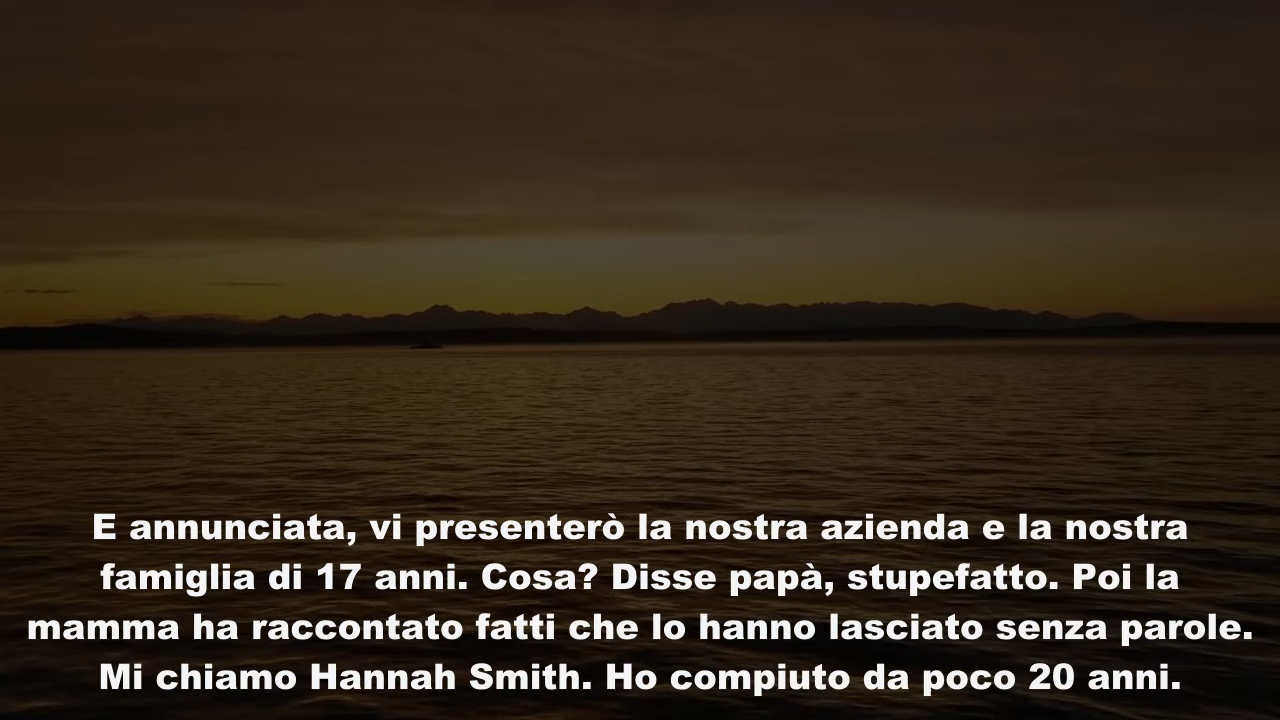 E annunciata, vi presenterò la nostra azienda e la nostra
famiglia di 17 anni. Cosa? Disse papà, stupefatto. Poi la
mamma ha raccontato fatti che lo hanno lasciato senza parole.
Mi chiamo Hannah Smith. Ho compiuto da poco 20 anni.